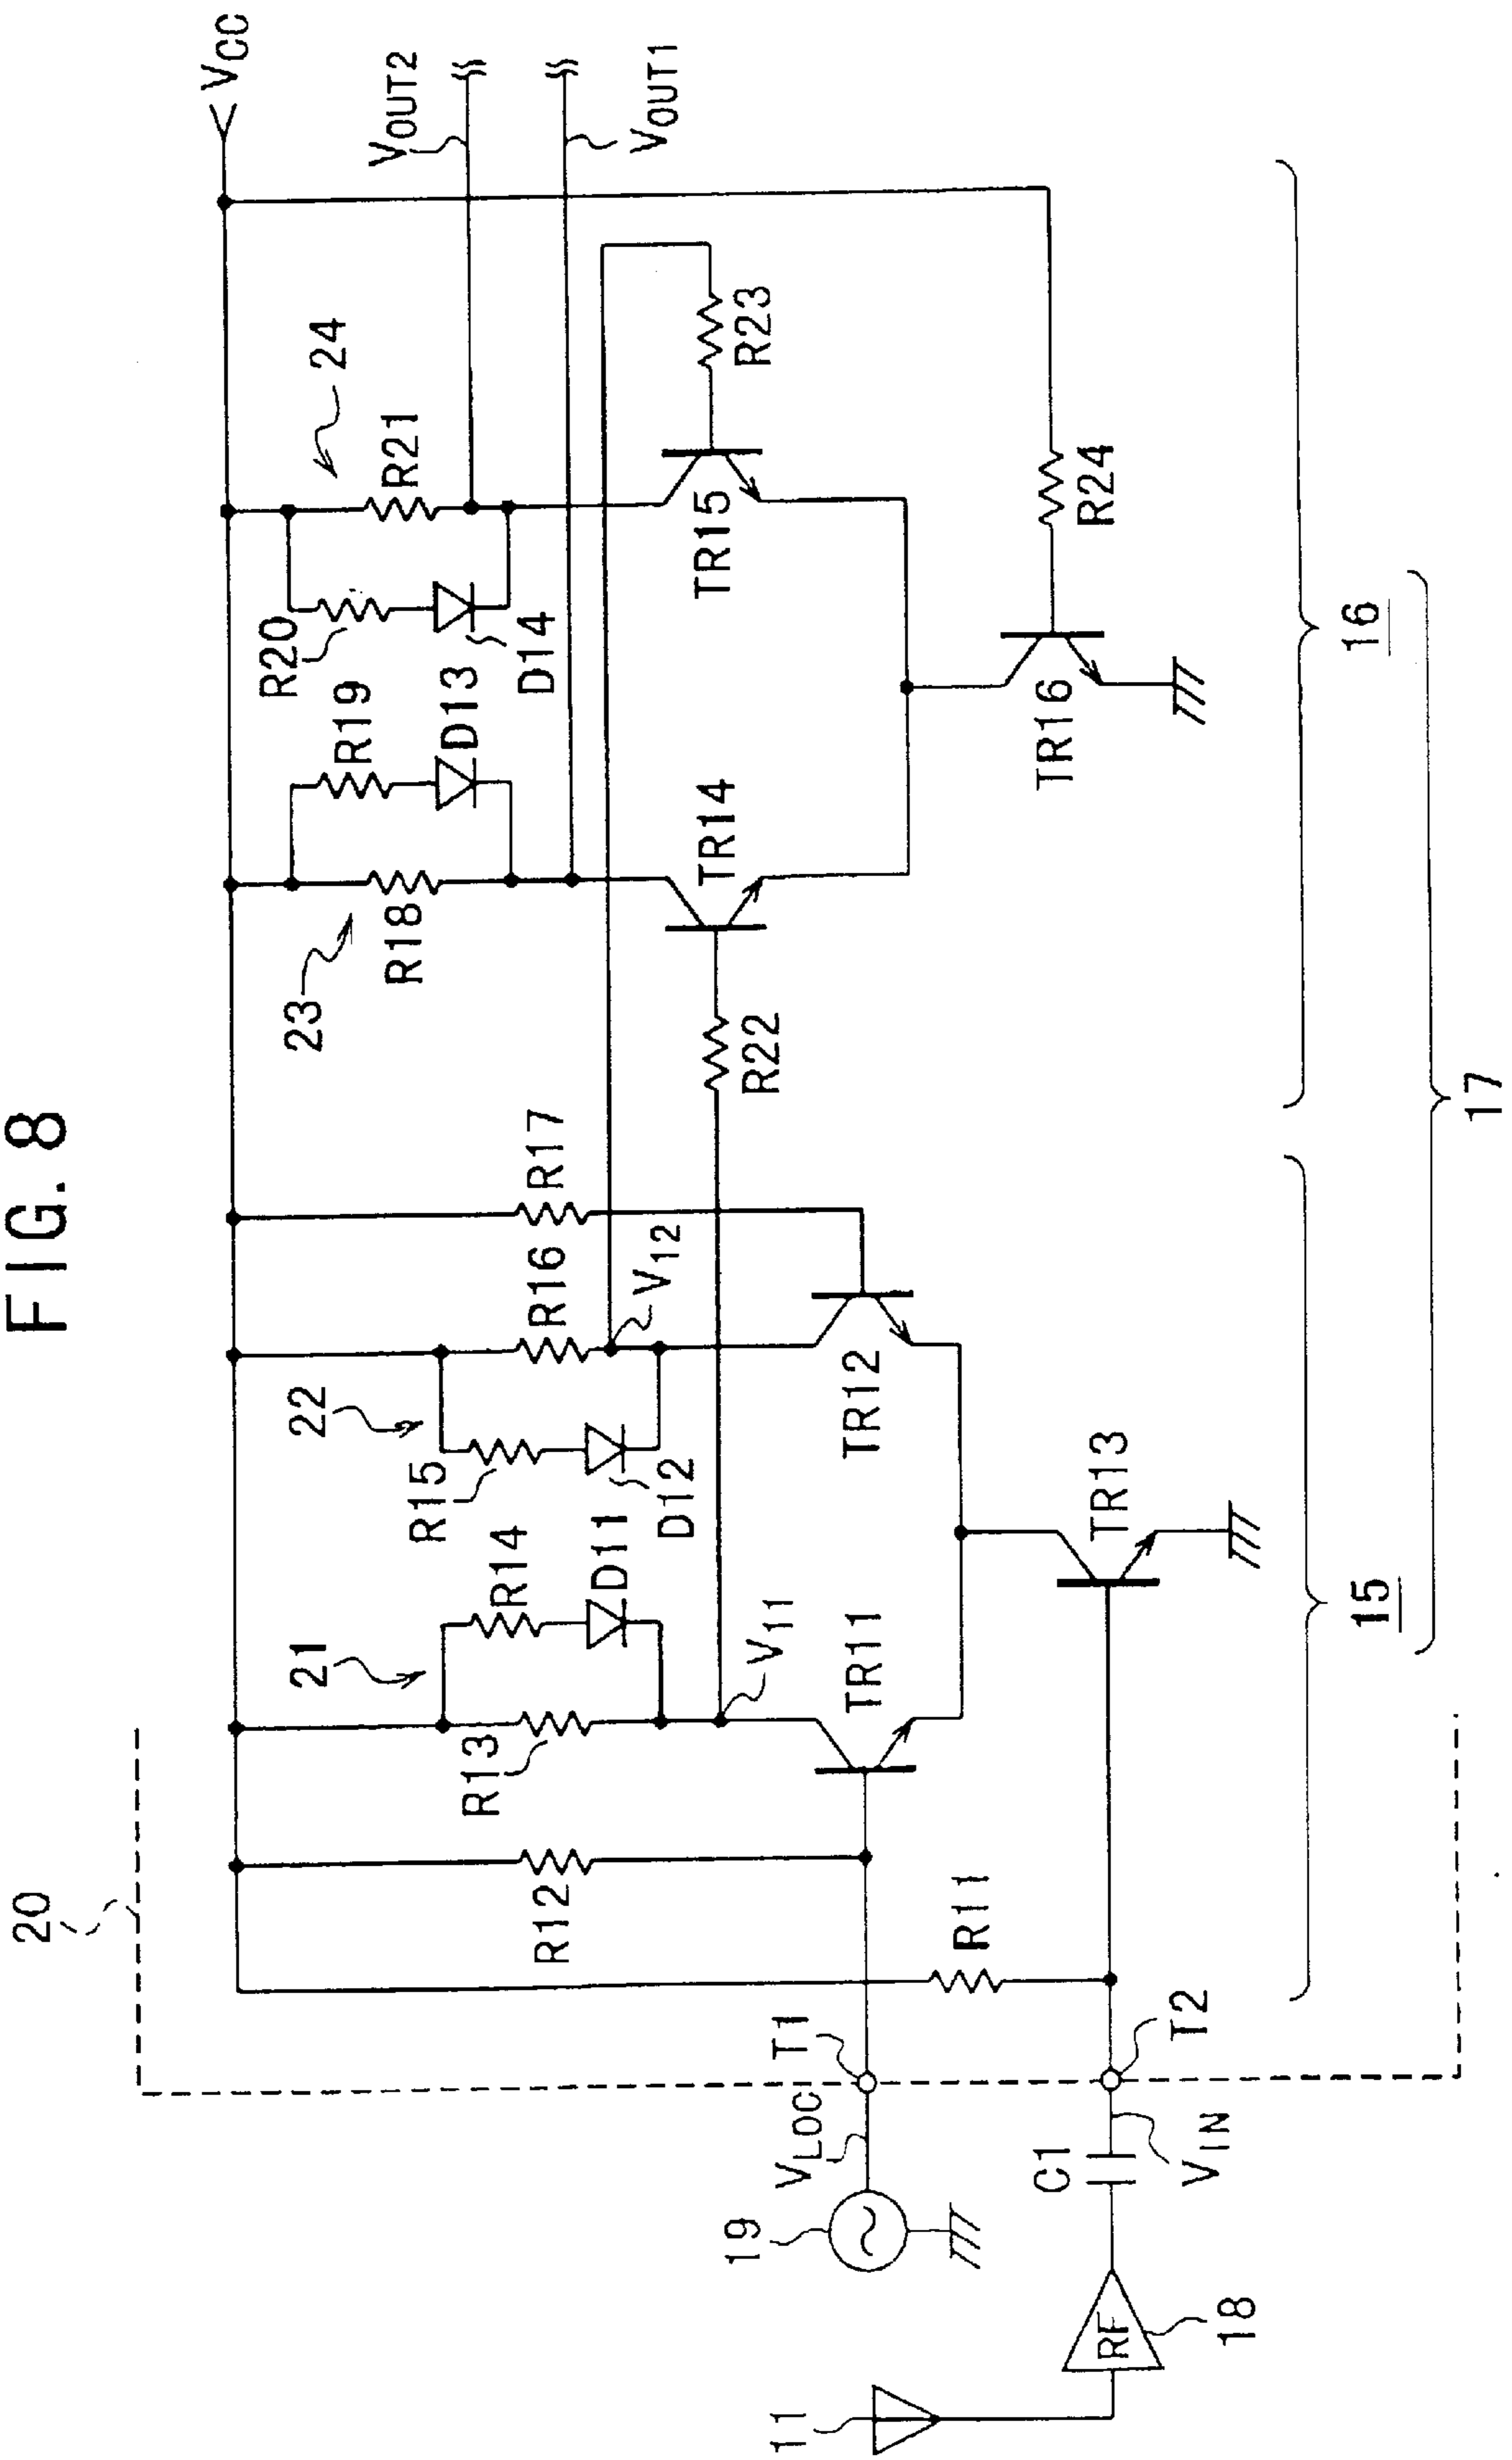 FIG. 8
20
VCC
VOUT2
VOUT1
24
R21
R20
D14
R19
D13
23
R18
R23
TR15
TR14
R22
R24
TR16
16
17
R17
R16
V12
22
R15
D12
TR12
21
R14
D11
R13
V11
TR11
R12
R11
TR13
15
T1
VLOC
19
T2
C1
VIN
RF
18
11